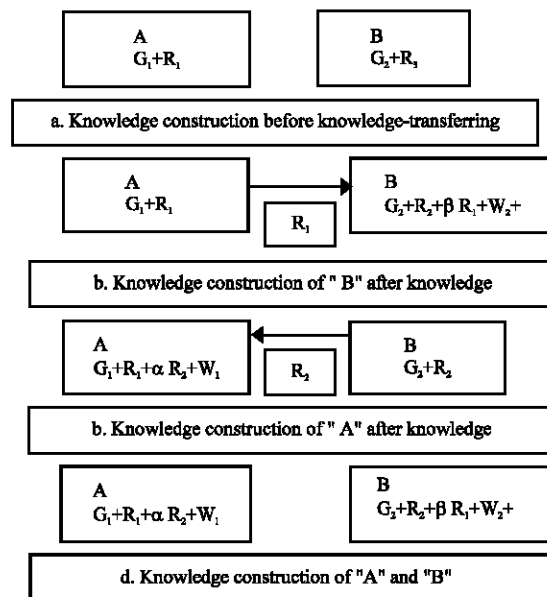 A B
G₁+R₁ G₂+R₃
a. Knowledge construction before knowledge-transferring
A B
G₁+R₁ G₂+R₂+β R₁+W₂+
R₁
b. Knowledge construction of " B" after knowledge
A B
G₁+R₁+α R₂+W₁ R₂ G₂+R₂
b. Knowledge construction of " A" after knowledge
A B
G₁+R₁+α R₂+W₁ G₂+R₂+β R₁+W₂+
d. Knowledge construction of "A" and "B"